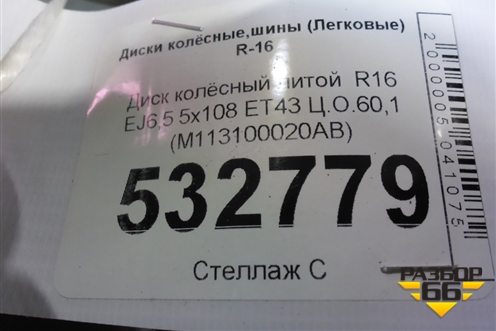 Диски колёсные,шины (Легковые)
R-16
Диск колёсный литой R16
EJ6,5 5x108 ET43 Ц.О.60,1
(M113100020AB)
532779
Стеллаж С
2000005041075
РАЗБОР
66